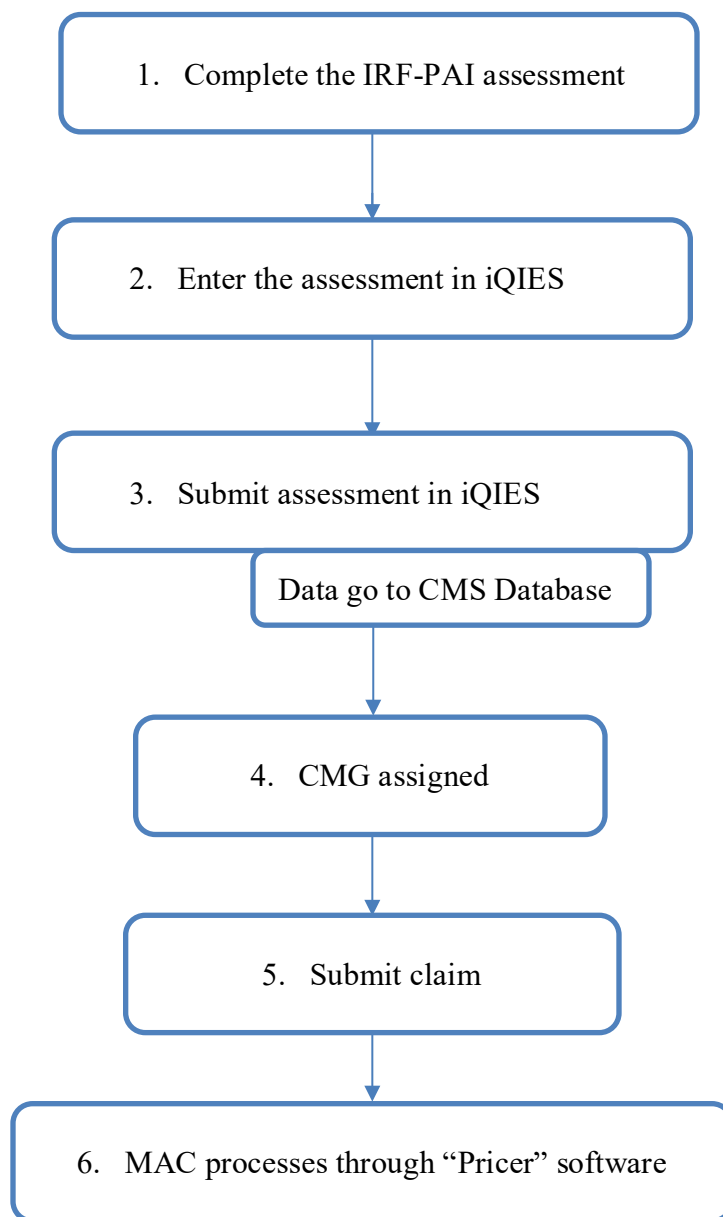 1. Complete the IRF-PAI assessment
2. Enter the assessment in iQIES
3. Submit assessment in iQIES
Data go to CMS Database
4. CMG assigned
5. Submit claim
6. MAC processes through “Pricer” software